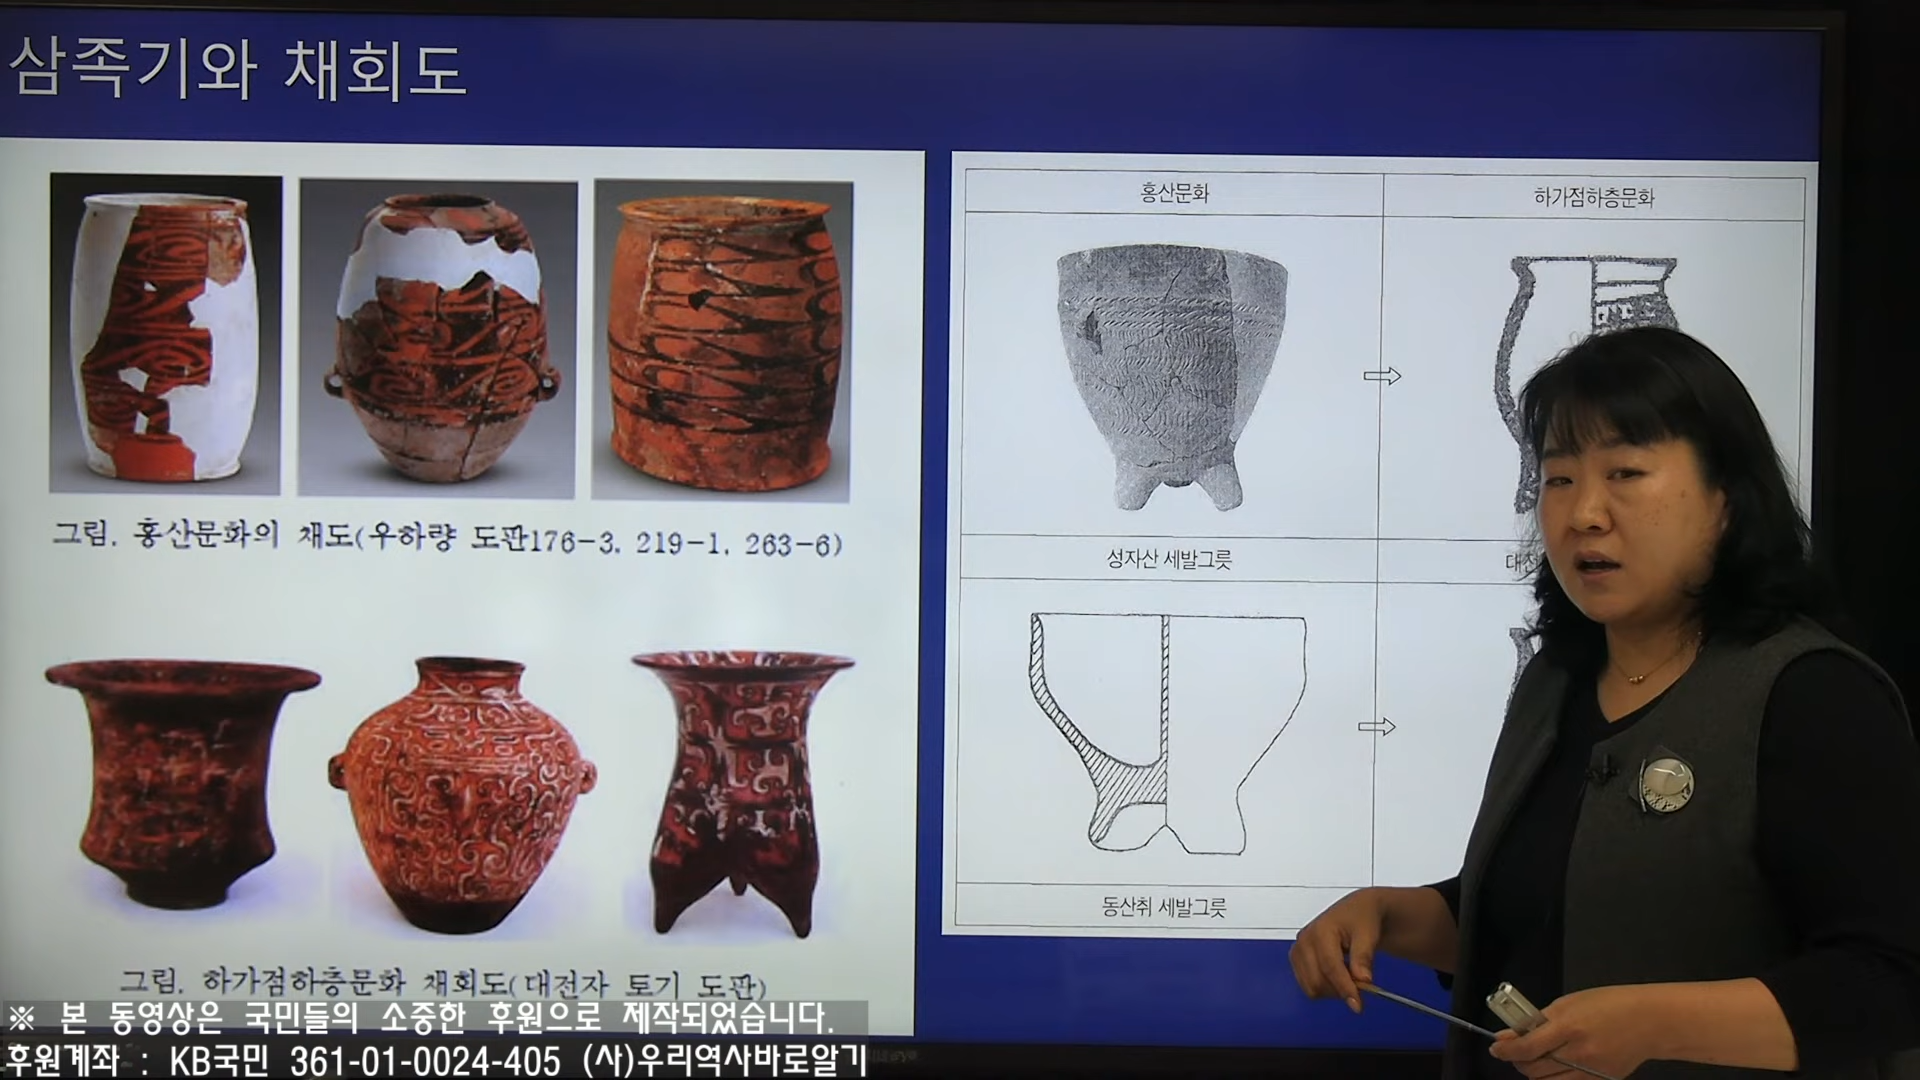 삼족기와 채회도
그림. 홍산문화의 채도(우하량 도판176-3. 219-1. 263-6)
그림. 하가점하층문화 채회도(대전자 토기 도판)
홍산문화
하가점하층문화
성자산 세발그릇
동산취 세발그릇
※ 본 동영상은 국민들의 소중한 후원으로 제작되었습니다.
후원계좌 : KB국민 361-01-0024-405 (사)우리역사바로알기